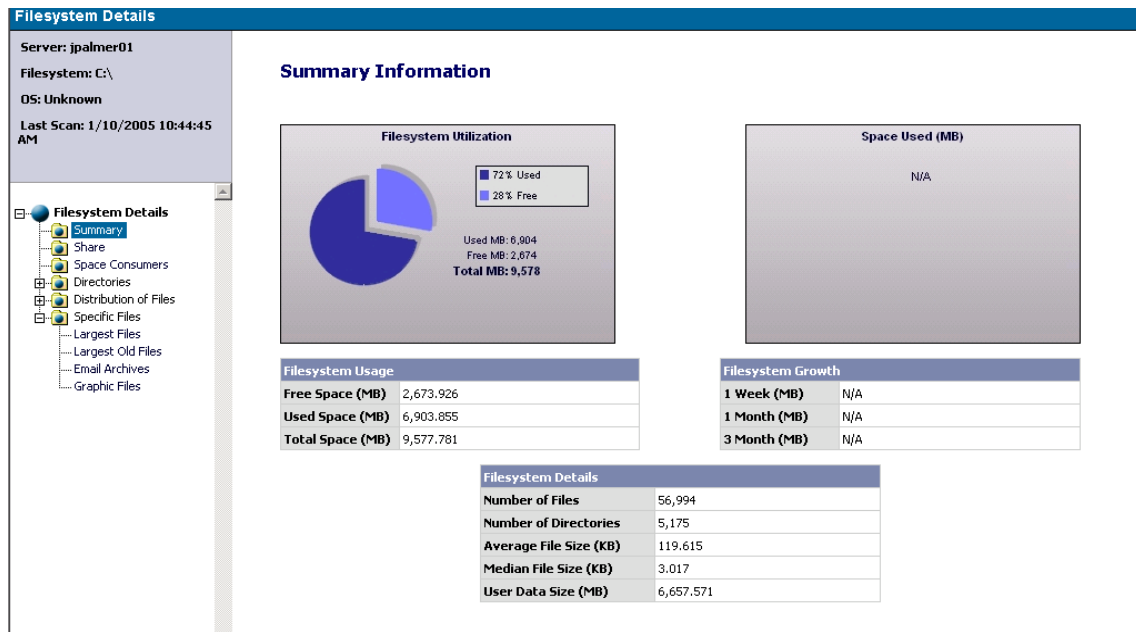 Filesystem Details
Server: jpalmer01
Filesystem: C:\
OS: Unknown
Last Scan: 1/10/2005 10:44:45
AM
Filesystem Details
Summary
Share
Space Consumers
Directories
Distribution of Files
Specific Files
Largest Files
Largest Old Files
Email Archives
Graphic Files
Summary Information
Filesystem Utilization
72% Used
28% Free
Used MB: 6,904
Free MB: 2,674
Total MB: 9,578
Space Used (MB)
N/A
Filesystem Usage
Free Space (MB) 2,673.926
Used Space (MB) 6,903.855
Total Space (MB) 9,577.781
Filesystem Growth
1 Week (MB) N/A
1 Month (MB) N/A
3 Month (MB) N/A
Filesystem Details
Number of Files 56,994
Number of Directories 5,175
Average File Size (KB) 119.615
Median File Size (KB) 3.017
User Data Size (MB) 6,657.571